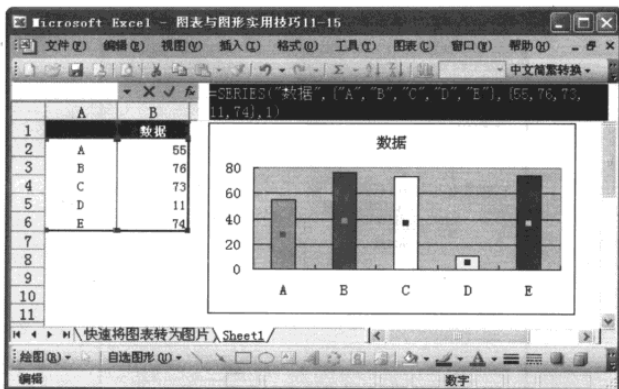 Microsoft Excel - 图表与图形实用技巧11-15
文件(F) 编辑(E) 视图(V) 插入(I) 格式(O) 工具(T) 图表(C) 窗口(W) 帮助(H)
中文简繁转换
=SERIES("数据",{"A","B","C","D","E"},{55,76,73,
11,74},1)
A B
1 数据
2 A 55
3 B 76
4 C 73
5 D 11
6 E 74
7
8
9
10
11
数据
80
60
40
20
0
A B C D E
快速将图表转为图片 Sheet1
绘图(R) 自选图形(U)
编辑 数字